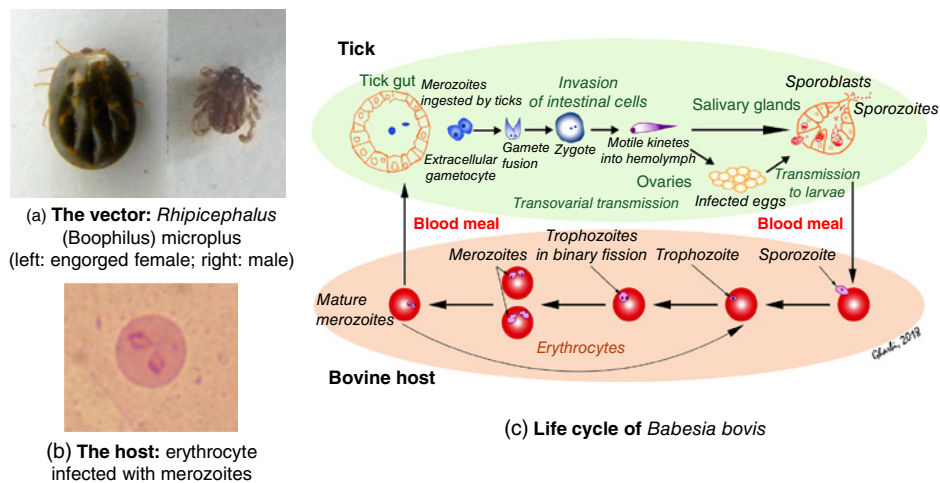 (a) The vector: Rhipicephalus
(Boophilus) microplus
(left: engorged female; right: male)
(b) The host: erythrocyte
infected with merozoites
Tick
Tick gut
Merozoites
ingested by ticks
Extracellular
gametocyte
Gamete
fusion
Zygote
Invasion
of intestinal cells
Motile kinetes
into hemolymph
Salivary glands
Sporoblasts
Sporozoites
Ovaries
Infected eggs
Transovarial transmission
Transmission
to larvae
Blood meal
Blood meal
Mature
merozoites
Merozoites
Trophozoites
in binary fission
Trophozoite
Sporozoite
Erythrocytes
Bovine host
Gharbi, 2018
(c) Life cycle of Babesia bovis